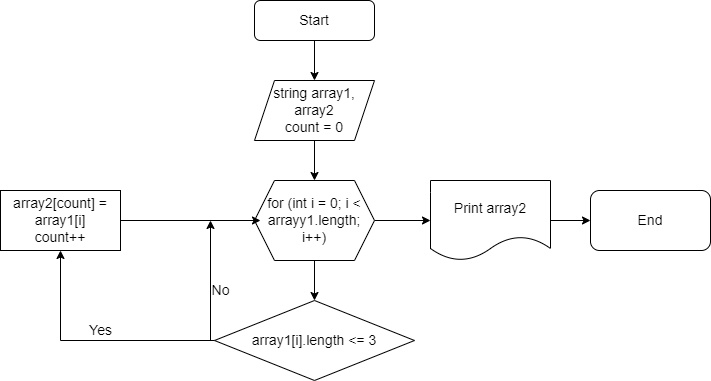 Start
string array1,
array2
count = 0
array2[count] =
array1[i]
count++
for (int i = 0; i <
arrayy1.length;
i++)
Print array2
End
No
Yes
array1[i].length <= 3